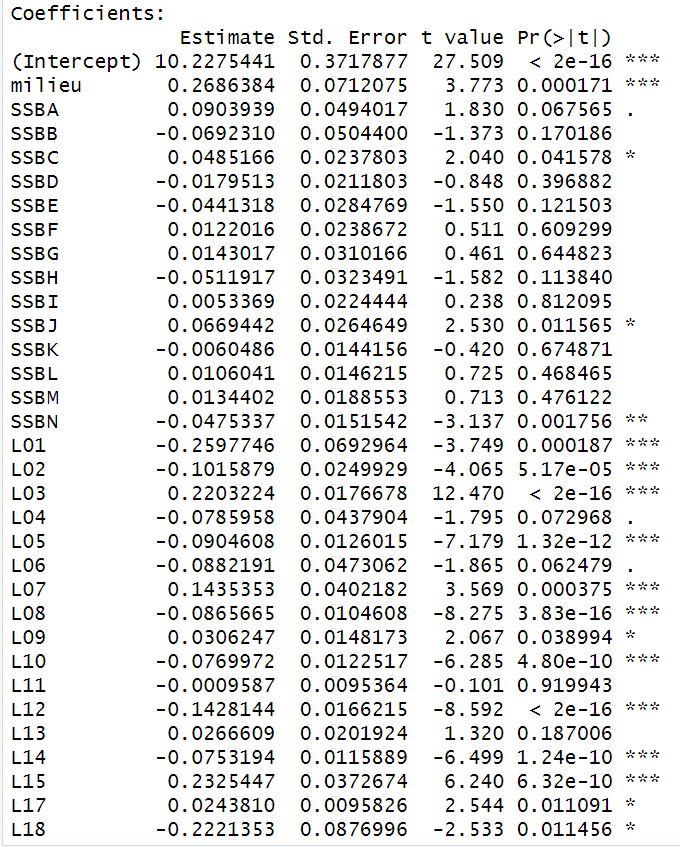 Coefficients:
Estimate Std. Error t value Pr(>|t|)
(Intercept) 10.2275441 0.3717877 27.509 < 2e-16 ***
milieu 0.2686384 0.0712075 3.773 0.000171 ***
SSBA 0.0903939 0.0494017 1.830 0.067565 .
SSBB -0.0692310 0.0504400 -1.373 0.170186
SSBC 0.0485166 0.0237803 2.040 0.041578 *
SSBD -0.0179513 0.0211803 -0.848 0.396882
SSBE -0.0441318 0.0284769 -1.550 0.121503
SSBF 0.0122016 0.0238672 0.511 0.609299
SSBG 0.0143017 0.0310166 0.461 0.644823
SSBH -0.0511917 0.0323491 -1.582 0.113840
SSBI 0.0053369 0.0224444 0.238 0.812095
SSBJ 0.0669442 0.0264649 2.530 0.011565 *
SSBK -0.0060486 0.0144156 -0.420 0.674871
SSBL 0.0106041 0.0146215 0.725 0.468465
SSBM 0.0134402 0.0188553 0.713 0.476122
SSBN -0.0475337 0.0151542 -3.137 0.001756 **
L01 -0.2597746 0.0692964 -3.749 0.000187 ***
L02 -0.1015879 0.0249929 -4.065 5.17e-05 ***
L03 0.2203224 0.0176678 12.470 < 2e-16 ***
L04 -0.0785958 0.0437904 -1.795 0.072968 .
L05 -0.0904608 0.0126015 -7.179 1.32e-12 ***
L06 -0.0882191 0.0473062 -1.865 0.062479 .
L07 0.1435353 0.0402182 3.569 0.000375 ***
L08 -0.0865665 0.0104608 -8.275 3.83e-16 ***
L09 0.0306247 0.0148173 2.067 0.038994 *
L10 -0.0769972 0.0122517 -6.285 4.80e-10 ***
L11 -0.0009587 0.0095364 -0.101 0.919943
L12 -0.1428144 0.0166215 -8.592 < 2e-16 ***
L13 0.0266609 0.0201924 1.320 0.187006
L14 -0.0753194 0.0115889 -6.499 1.24e-10 ***
L15 0.2325447 0.0372674 6.240 6.32e-10 ***
L17 0.0243810 0.0095826 2.544 0.011091 *
L18 -0.2221353 0.0876996 -2.533 0.011456 *